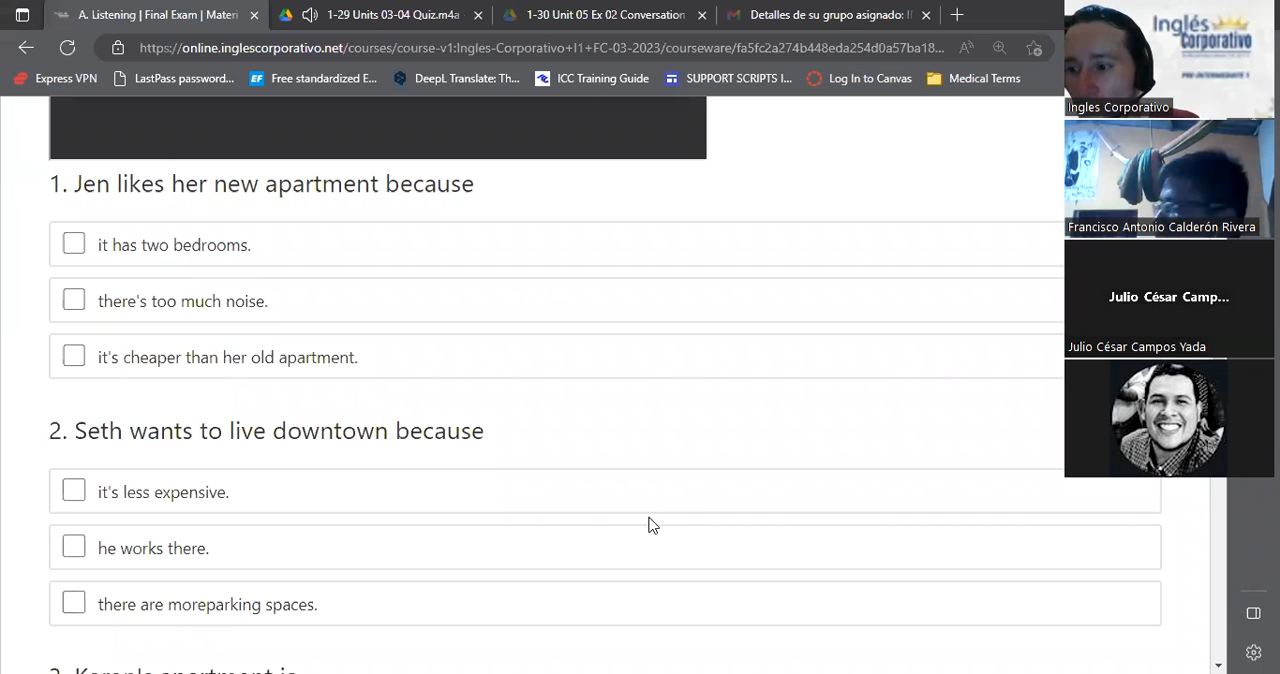 A. Listening | Final Exam | Materi
1-29 Units 03-04 Quiz.m4a
1-30 Unit 05 Ex 02 Conversation
Detalles de su grupo asignado: I
https://online.inglescorporativo.net/courses/course-v1:Ingles-Corporativo+I1+FC-03-2023/courseware/fa5fc2a274b448eda254d0a57ba18...
Express VPN
LastPass password...
EF
Free standardized E...
DeepL Translate: Th...
ICC Training Guide
SUPPORT SCRIPTS I...
Log In to Canvas
Medical Terms
1. Jen likes her new apartment because
it has two bedrooms.
there's too much noise.
it's cheaper than her old apartment.
2. Seth wants to live downtown because
it's less expensive.
he works there.
there are moreparking spaces.
Inglés
Corporativo
PRE-INTERMEDIATE 1
Ingles Corporativo
Francisco Antonio Calderón Rivera
Julio César Camp...
Julio César Campos Yada